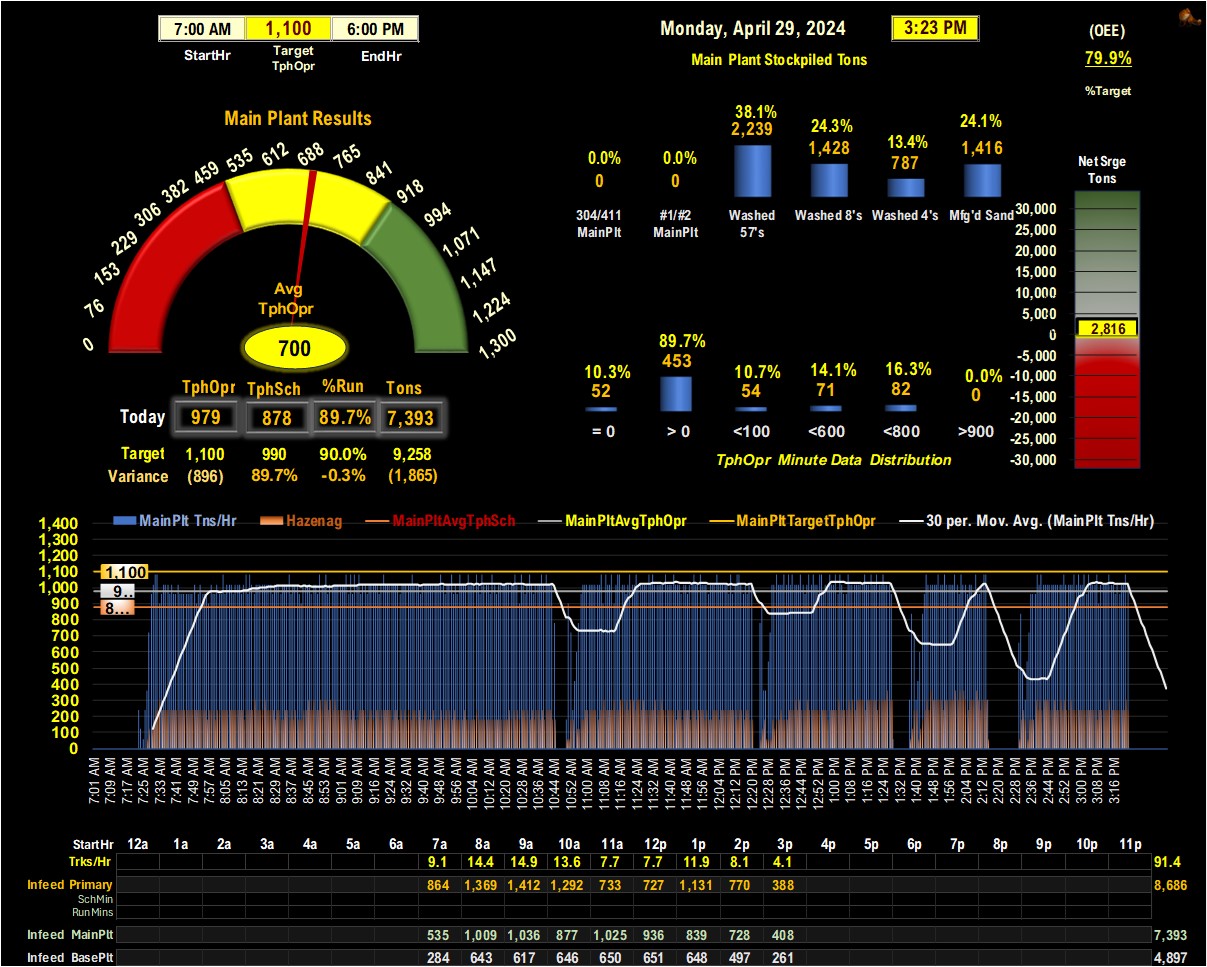 7:00 AM 1,100 6:00 PM
StartHr Target TphOpr EndHr
Monday, April 29, 2024 3:23 PM
Main Plant Stockpiled Tons
(OEE)
79.9%
%Target
Main Plant Results
0 76 153 229 306 382 459 535 612 688 765 841 918 994 1,071 1,147 1,224 1,300
Avg
TphOpr
700
TphOpr TphSch %Run Tons
Today 979 878 89.7% 7,393
Target 1,100 990 90.0% 9,258
Variance (896) 89.7% -0.3% (1,865)
0.0% 0.0% 38.1% 24.3% 13.4% 24.1%
0 0 2,239 1,428 787 1,416
304/411 #1/#2 Washed Washed 8's Washed 4's Mfg'd Sand
MainPlt MainPlt 57's
10.3% 89.7% 10.7% 14.1% 16.3% 0.0%
52 453 54 71 82 0
= 0 > 0 <100 <600 <800 >900
TphOpr Minute Data Distribution
Net Srge
Tons
30,000
25,000
20,000
15,000
10,000
5,000
0
-5,000
-10,000
-15,000
-20,000
-25,000
-30,000
2,816
MainPlt Tns/Hr Hazenag MainPltAvgTphSch MainPltAvgTphOpr MainPltTargetTphOpr 30 per. Mov. Avg. (MainPlt Tns/Hr)
1,400
1,300
1,200
1,100
1,000
900
800
700
600
500
400
300
200
100
0
1,100
9..
8...
7:01 AM 7:09 AM 7:17 AM 7:25 AM 7:33 AM 7:41 AM 7:49 AM 7:57 AM 8:05 AM 8:13 AM 8:21 AM 8:29 AM 8:37 AM 8:45 AM 8:53 AM 9:01 AM 9:09 AM 9:16 AM 9:24 AM 9:32 AM 9:40 AM 9:48 AM 9:56 AM 10:04 AM 10:12 AM 10:20 AM 10:28 AM 10:36 AM 10:44 AM 10:52 AM 11:00 AM 11:08 AM 11:16 AM 11:24 AM 11:32 AM 11:40 AM 11:48 AM 11:56 AM 12:04 PM 12:12 PM 12:20 PM 12:28 PM 12:36 PM 12:44 PM 12:52 PM 1:00 PM 1:08 PM 1:16 PM 1:24 PM 1:32 PM 1:40 PM 1:48 PM 1:56 PM 2:04 PM 2:12 PM 2:20 PM 2:28 PM 2:36 PM 2:44 PM 2:52 PM 3:00 PM 3:08 PM 3:16 PM
StartHr 12a 1a 2a 3a 4a 5a 6a 7a 8a 9a 10a 11a 12p 1p 2p 3p 4p 5p 6p 7p 8p 9p 10p 11p
Trks/Hr 9.1 14.4 14.9 13.6 7.7 7.7 11.9 8.1 4.1 91.4
Infeed Primary 864 1,369 1,412 1,292 733 727 1,131 770 388 8,686
SchMin
RunMins
Infeed MainPlt 535 1,009 1,036 877 1,025 936 839 728 408 7,393
Infeed BasePlt 284 643 617 646 650 651 648 497 261 4,897